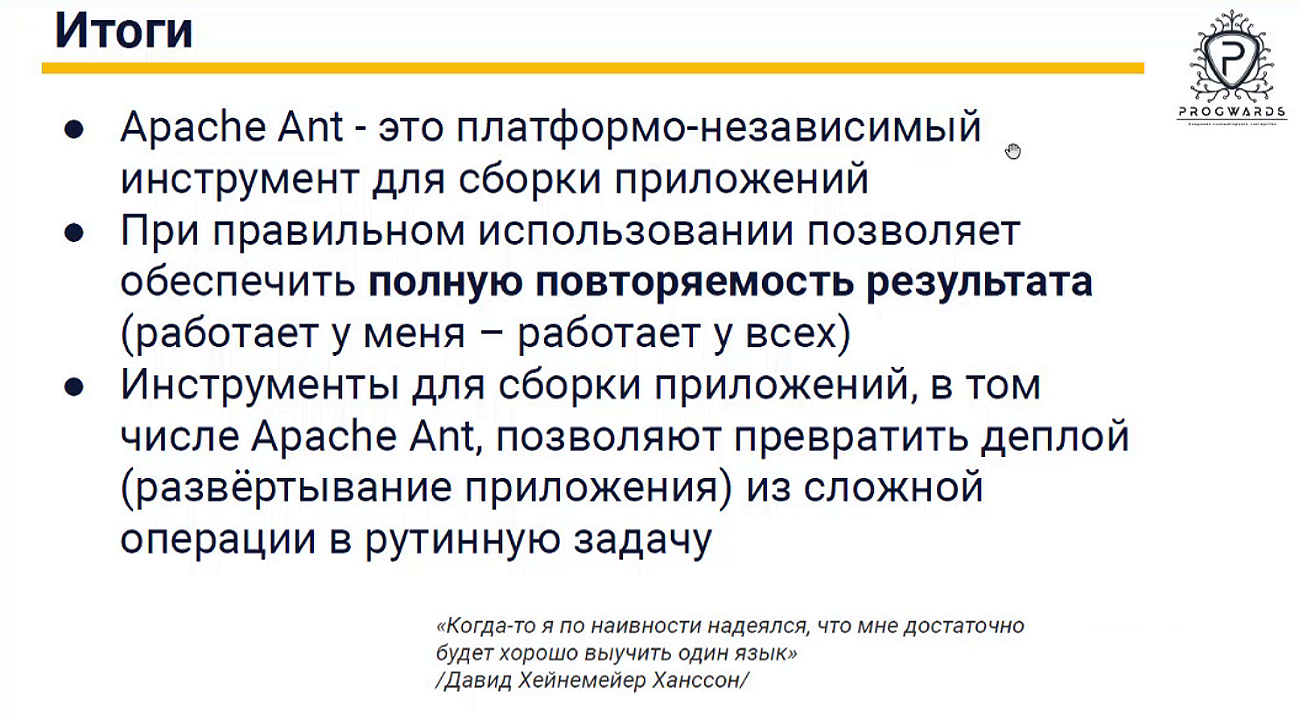 Итоги
PROGWARDS
● Apache Ant - это платформо-независимый
инструмент для сборки приложений
● При правильном использовании позволяет
обеспечить полную повторяемость результата
(работает у меня – работает у всех)
● Инструменты для сборки приложений, в том
числе Apache Ant, позволяют превратить деплой
(развёртывание приложения) из сложной
операции в рутинную задачу
«Когда-то я по наивности надеялся, что мне достаточно
будет хорошо выучить один язык»
/Давид Хейнемейер Ханссон/